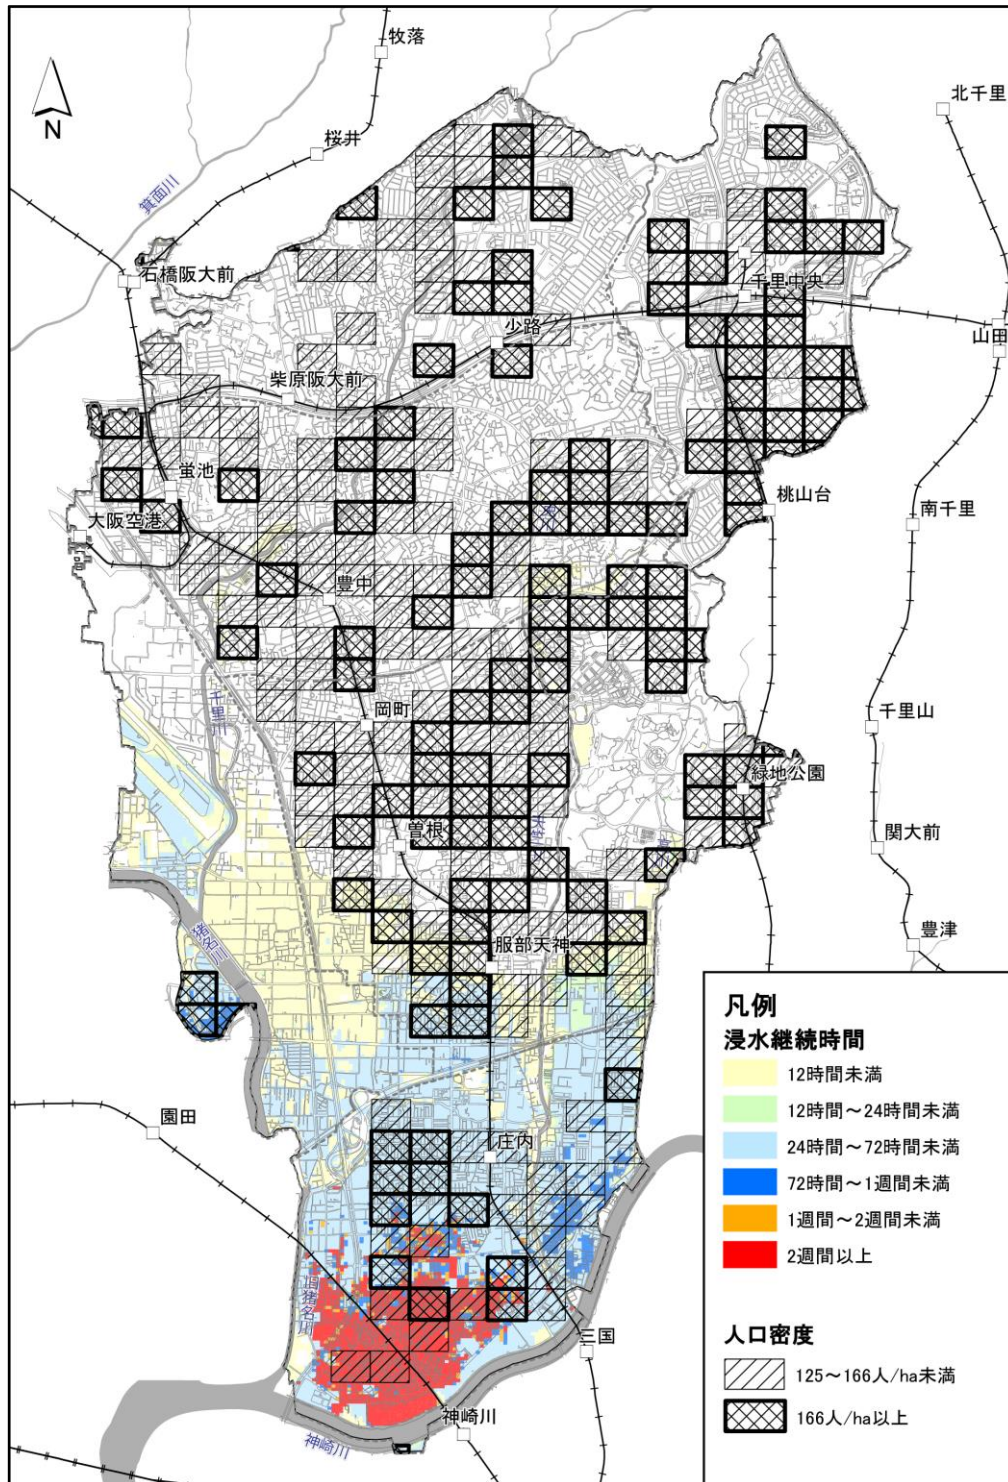 牧落
北千里
N
桜井
箕面川
石橋阪大前
千里中央
少路
山田
柴原阪大前
蛍池
桃山台
大阪空港
南千里
豊中
千里川
岡町
千里山
緑地公園
曽根
関大前
猪名川
服部天神
豊津
園田
庄内
旧猪名川
三国
神崎川
神崎川
凡例
浸水継続時間
12時間未満
12時間～24時間未満
24時間～72時間未満
72時間～1週間未満
1週間～2週間未満
2週間以上
人口密度
125～166人/ha未満
166人/ha以上